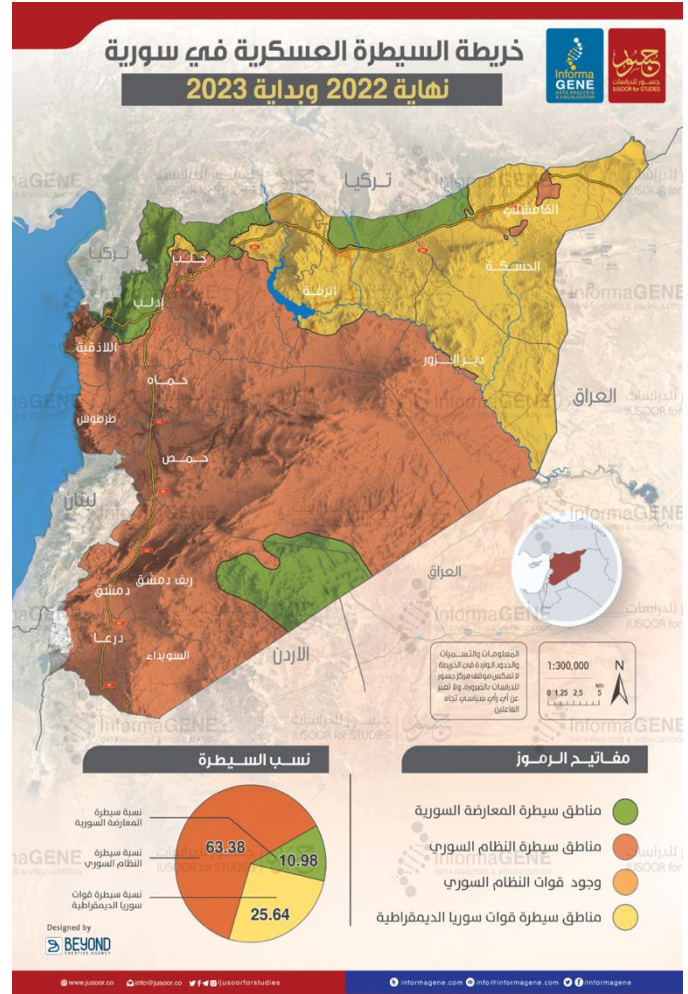 خريطة السيطرة العسكرية في سورية
نهاية 2022 وبداية 2023
Informa
GENE
DATA ANALYSIS
& VISUALIZATION
جسور
جسور للدراسات
JUSOOR for STUDIES
تركيا
القامشلي
تركيا
حلب
الحسكة
الرقة
إدلب
اللاذقية
دير الزور
حماه
العراق
طرطوس
حمص
لبنان
العراق
ريف دمشق
دمشق
درعا
السويداء
الأردن
المعلومات والتسميات
والحدود الواردة في الخريطة
لا تعكس موقف مركز جسور
للدراسات بالضرورة، ولا تعبر
عن أي رأي سياسي تجاه
الفاعلين
1:300,000
N
km
0 1,25 2,5 5
مفاتيح الرموز
مناطق سيطرة المعارضة السورية
مناطق سيطرة النظام السوري
وجود قوات النظام السوري
مناطق سيطرة قوات سوريا الديمقراطية
نسب السيطرة
نسبة سيطرة
المعارضة السورية
نسبة سيطرة
النظام السوري
نسبة سيطرة قوات
سوريا الديمقراطية
63.38
10.98
25.64
Designed by
BEYOND
CREATIVE AGENCY
www.jusoor.co info@jusoor.co /jusoorforstudies
informagene.com info@informagene.com /informagene